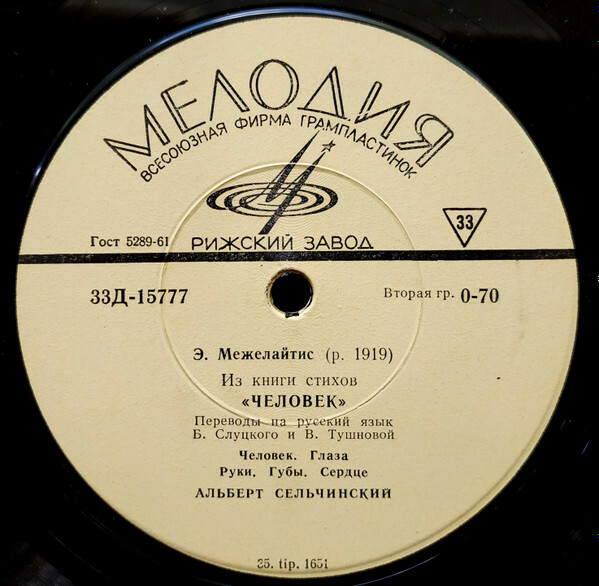 МЕЛОДИЯ
ВСЕСОЮЗНАЯ ФИРМА ГРАМПЛАСТИНОК
Гост 5289-61
РИЖСКИЙ ЗАВОД
33
33Д-15777
Вторая гр. 0-70
Э. Межелайтис (р. 1919)
Из книги стихов
«ЧЕЛОВЕК»
Переводы на русский язык
Б. Слуцкого и В. Тушновой
Человек. Глаза
Руки. Губы. Сердце
АЛЬБЕРТ СЕЛЬЧИНСКИЙ
35. tip. 1651